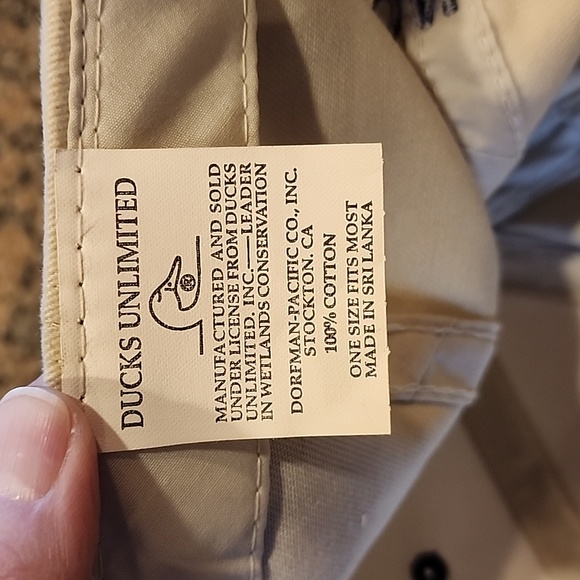 DUCKS UNLIMITED
®
MANUFACTURED AND SOLD
UNDER LICENSE FROM DUCKS
UNLIMITED, INC.—LEADER
IN WETLANDS CONSERVATION
DORFMAN-PACIFIC CO., INC.
STOCKTON, CA
100% COTTON
ONE SIZE FITS MOST
MADE IN SRI LANKA